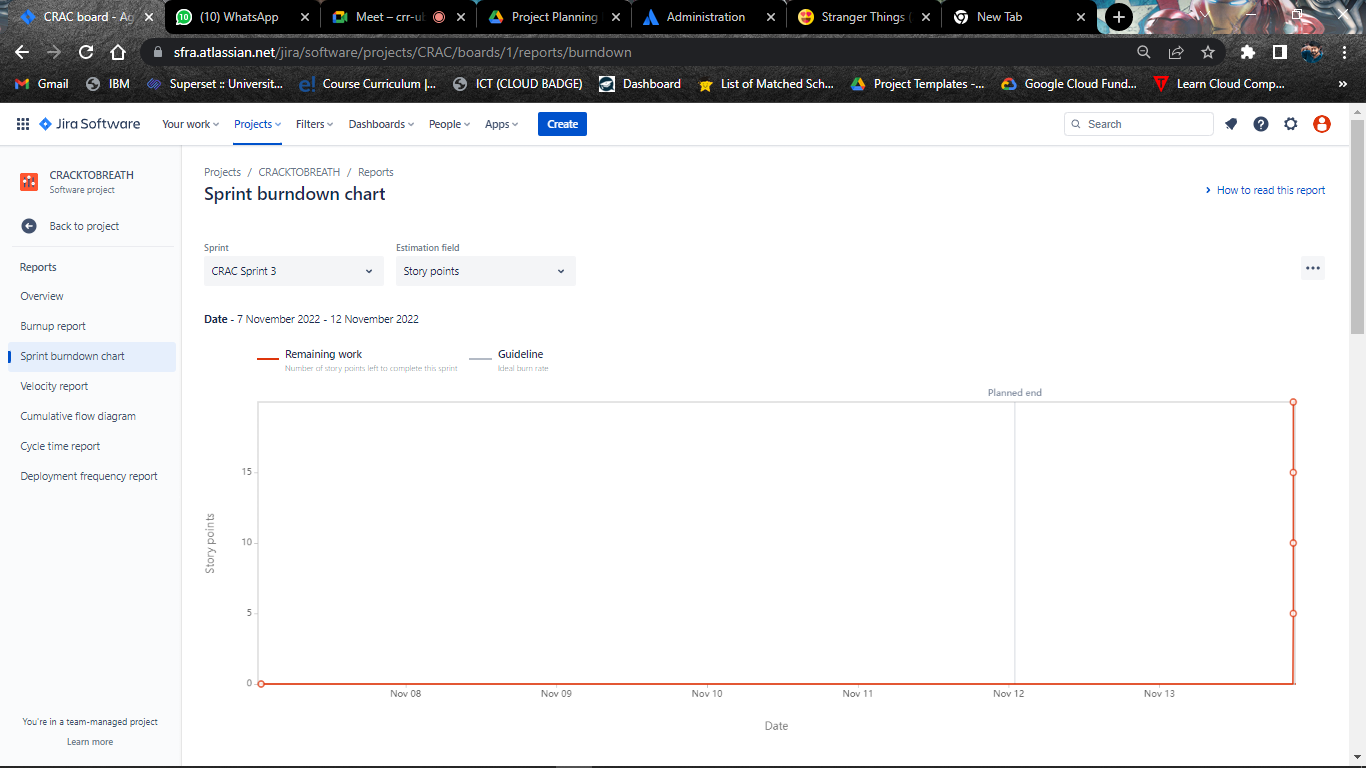 CRAC board - Ag
(10) WhatsApp
Meet – crr-ub
Project Planning
Administration
Stranger Things (
New Tab
sfra.atlassian.net/jira/software/projects/CRAC/boards/1/reports/burndown
Gmail
IBM
Superset :: Universit...
Course Curriculum |...
ICT (CLOUD BADGE)
Dashboard
List of Matched Sch...
Project Templates -...
Google Cloud Fund...
Learn Cloud Comp...
»
Jira Software
Your work
Projects
Filters
Dashboards
People
Apps
Create
Search
CRACKTOBREATH
Software project
Back to project
Reports
Overview
Burnup report
Sprint burndown chart
Velocity report
Cumulative flow diagram
Cycle time report
Deployment frequency report
You're in a team-managed project
Learn more
Projects / CRACKTOBREATH / Reports
Sprint burndown chart
How to read this report
Sprint
CRAC Sprint 3
Estimation field
Story points
Date - 7 November 2022 - 12 November 2022
Remaining work
Number of story points left to complete this sprint
Guideline
Ideal burn rate
Planned end
15
10
5
0
Story points
Nov 08
Nov 09
Nov 10
Nov 11
Nov 12
Nov 13
Date